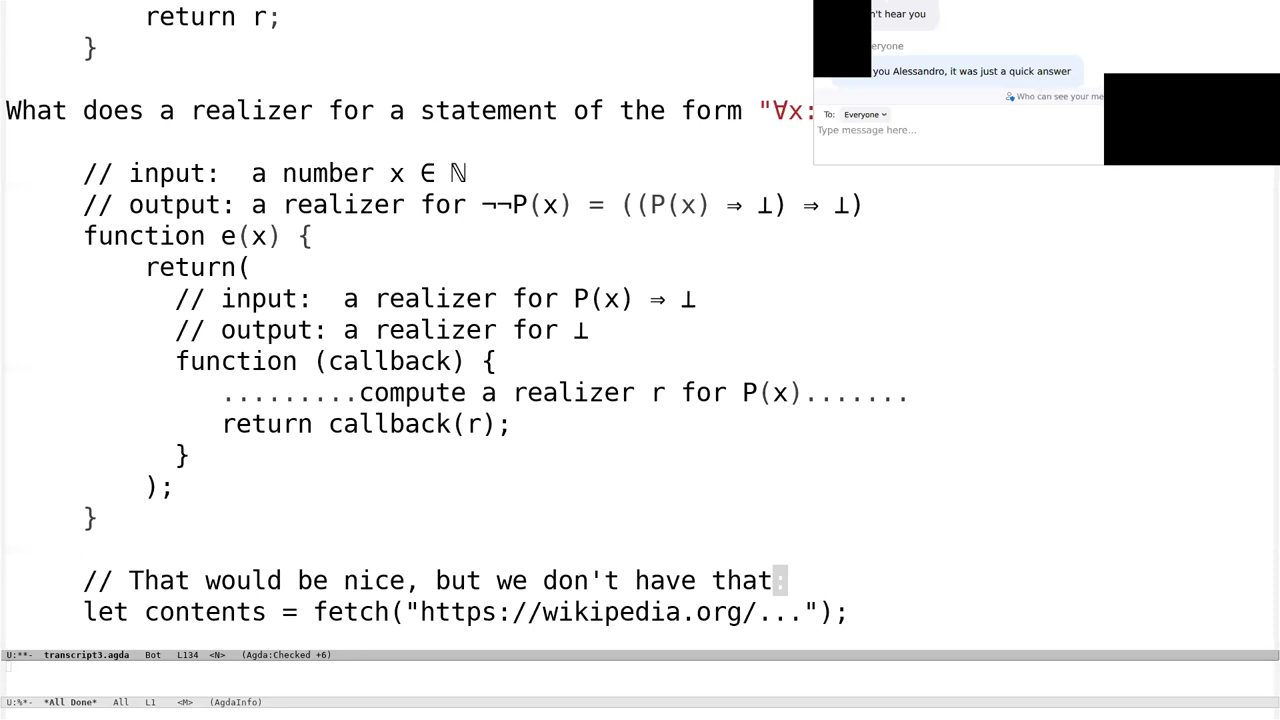 return r;
}
What does a realizer for a statement of the form "∀x:
// input:  a number x ∈ ℕ
// output: a realizer for ¬¬P(x) = ((P(x) ⇒ ⊥) ⇒ ⊥)
function e(x) {
return(
// input:  a realizer for P(x) ⇒ ⊥
// output: a realizer for ⊥
function (callback) {
.........compute a realizer r for P(x).......
return callback(r);
}
);
}
// That would be nice, but we don't have that:
let contents = fetch("https://wikipedia.org/...");
U:**-  transcript3.agda   Bot   L134  <N>   (Agda:Checked +6)
U:%*-  *All Done*   All   L1   <M>   (AgdaInfo)
hear you
you Alessandro, it was just a quick answer
Who can see your me
To: Everyone
Type message here...